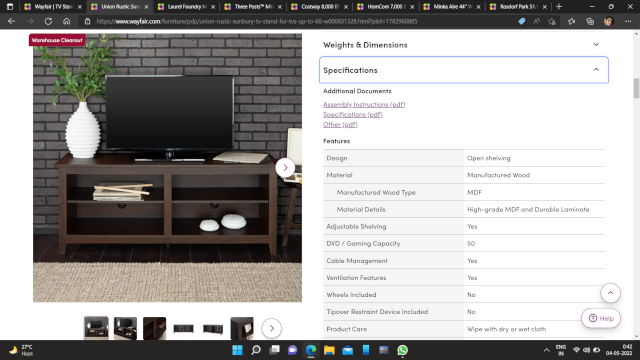 Wayfair | TV Stand
Union Rustic Sun
Laurel Foundry M
Three Posts™ Mil
Costway 8,000 B
HomCom 7,000
Minka Aire 44" V
Rosdorf Park 51.
https://www.wayfair.com/furniture/pdp/union-rustic-sunbury-tv-stand-for-tvs-up-to-60-w006631328.html?piid=1782960085
Warehouse Clearout
Weights & Dimensions
Specifications
Additional Documents
Assembly Instructions (pdf)
Specifications (pdf)
Other (pdf)
Features
Design Open shelving
Material Manufactured Wood
Manufactured Wood Type MDF
Material Details High-grade MDF and Durable Laminate
Adjustable Shelving Yes
DVD / Gaming Capacity 50
Cable Management Yes
Ventilation Features Yes
Wheels Included No
Tipover Restraint Device Included No
Product Care Wipe with dry or wet cloth
Help
27°C
Haze
ENG
IN
0:42
04-05-2022